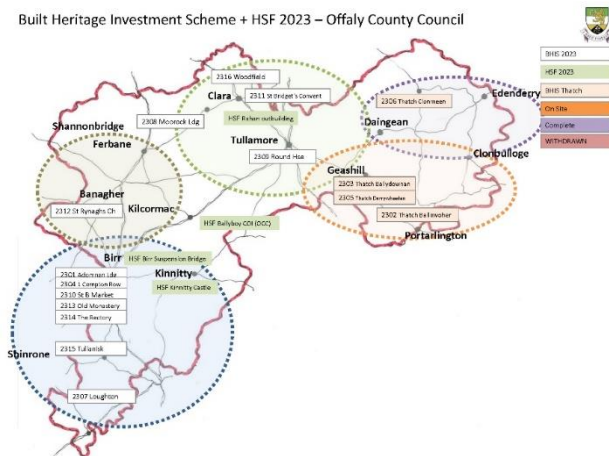 Built Heritage Investment Scheme + HSF 2023 – Offaly County Council
BHIS 2023
HSF 2023
BHIS Thatch
On Site
Complete
WITHDRAWN
2316 Woodfield
Clara
2311 St Bridget's Convent
HSF Rahan outbuilding
2308 Moorock Ldg
Shannonbridge
Ferbane
Tullamore
2309 Round Hse
2306 Thatch Clonmeen
Edenderry
Daingean
Clonbulloge
Geashill
2303 Thatch Ballydownan
2305 Thatch Derrywheelan
2302 Thatch Ballinvoher
Portarlington
Banagher
2312 St Rynaghs Ch
Kilcormac
HSF Ballyboy COI (OCC)
Birr
HSF Birr Suspension Bridge
Kinnitty
HSF Kinnitty Castle
2301 Adamnan Lde
2304 1 Compton Row
2310 St B Market
2313 Old Monastery
2314 The Rectory
Shinrone
2315 Tullanisk
2307 Loughton